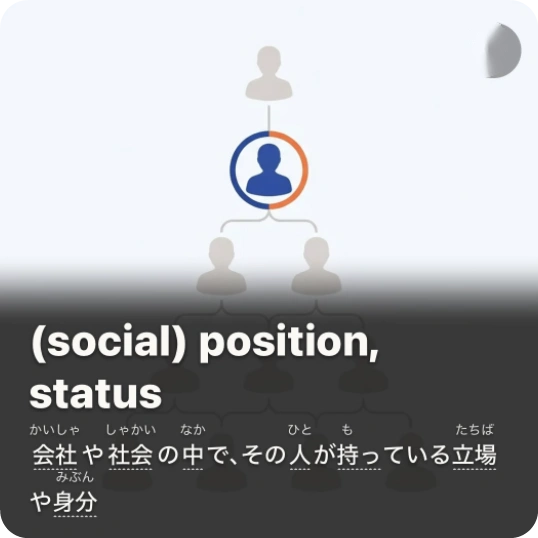 (social) position,
status
かいしゃ しゃかい なか ひと も たちば
会社や社会の中で、その人が持っている立場
みぶん
や身分